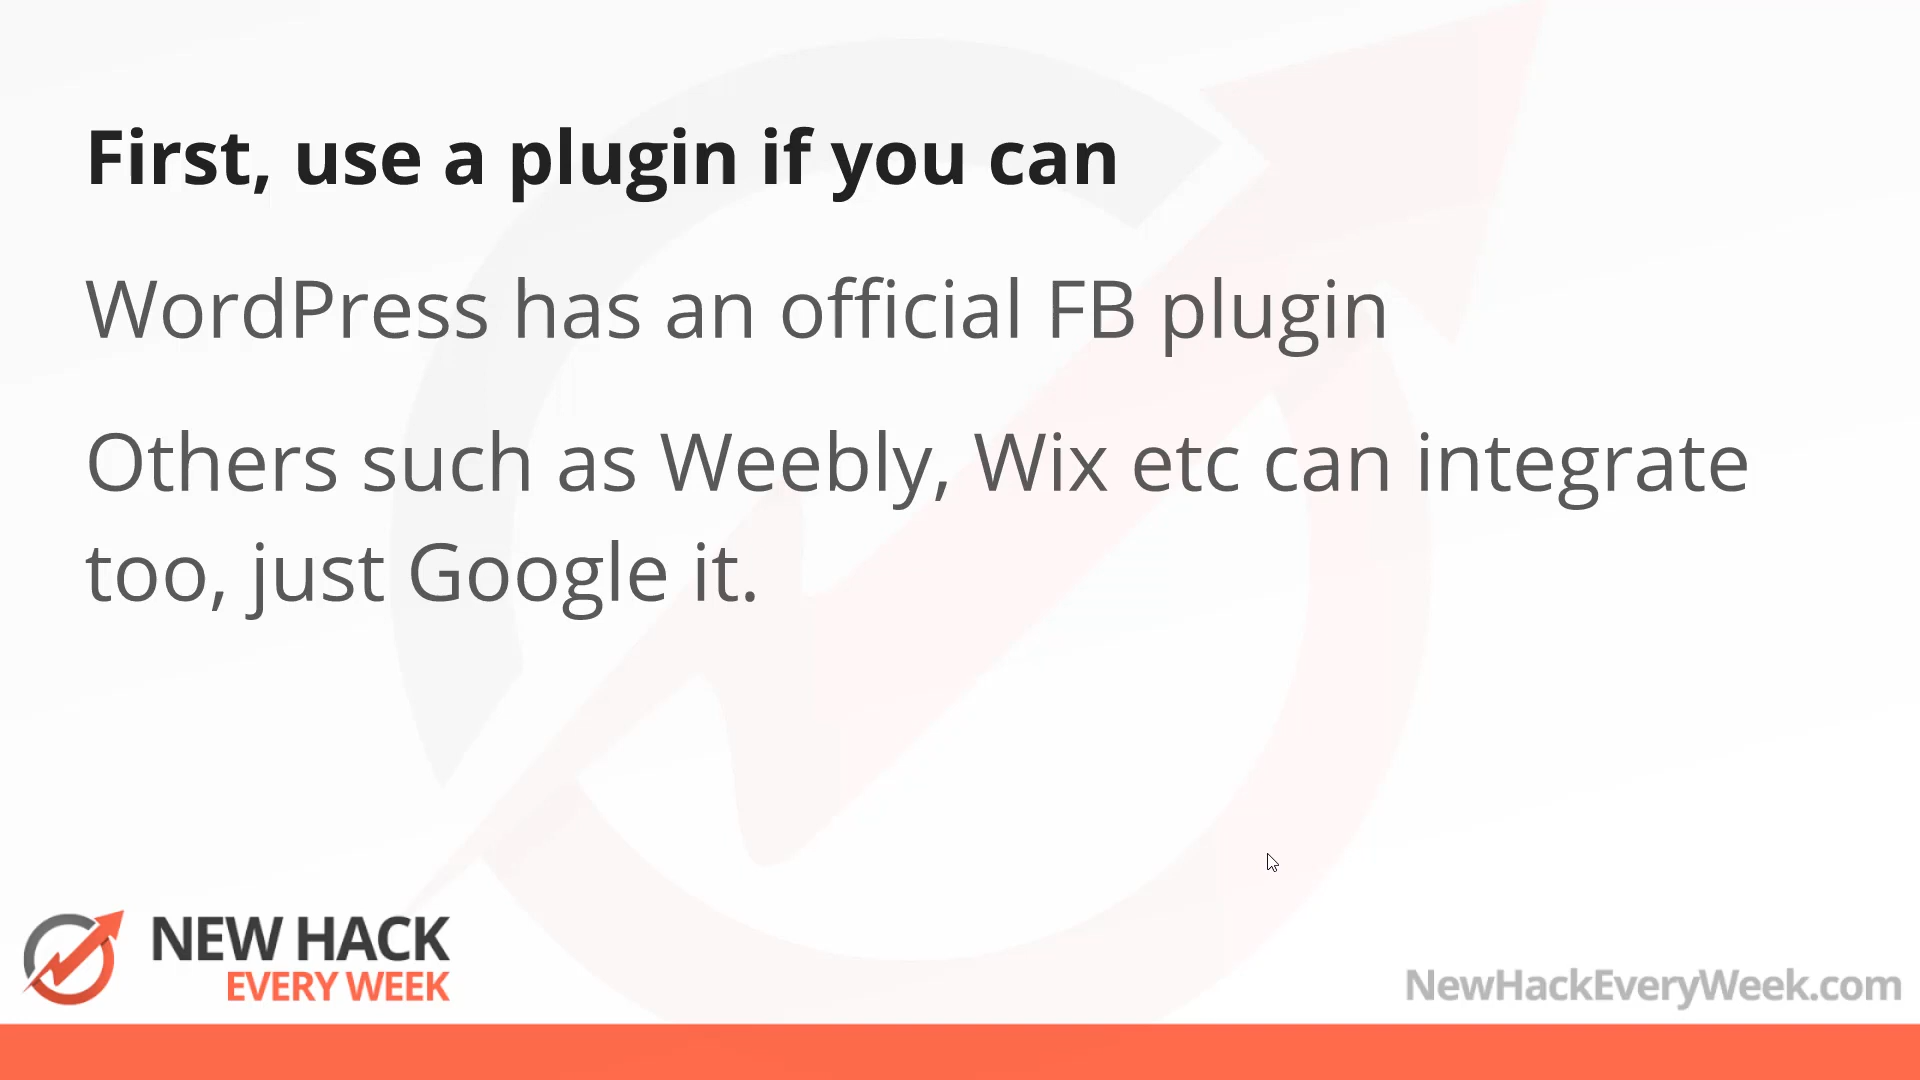 First, use a plugin if you can
WordPress has an official FB plugin
Others such as Weebly, Wix etc can integrate
too, just Google it.
NEW HACK
EVERY WEEK
NewHackEveryWeek.com